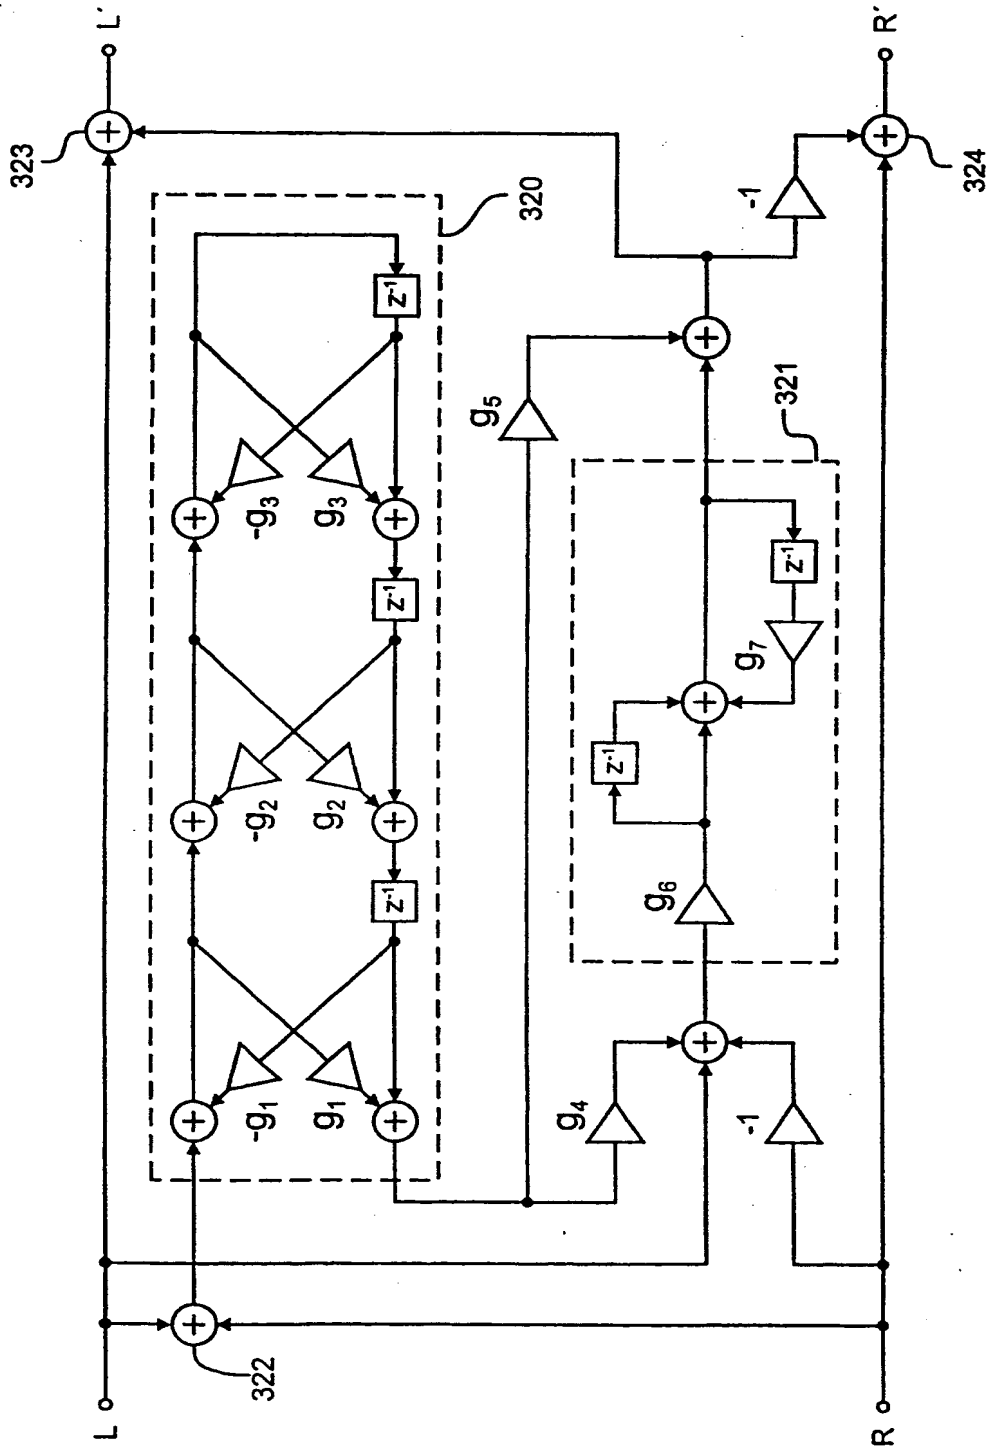 L
R
L′
R′
322
323
324
320
321
-g₁
g₁
-g₂
g₂
-g₃
g₃
z⁻¹
z⁻¹
z⁻¹
g₄
-1
g₅
g₆
z⁻¹
g₇
z⁻¹
-1
+
+
+
+
+
+
+
+
+
+
+
+